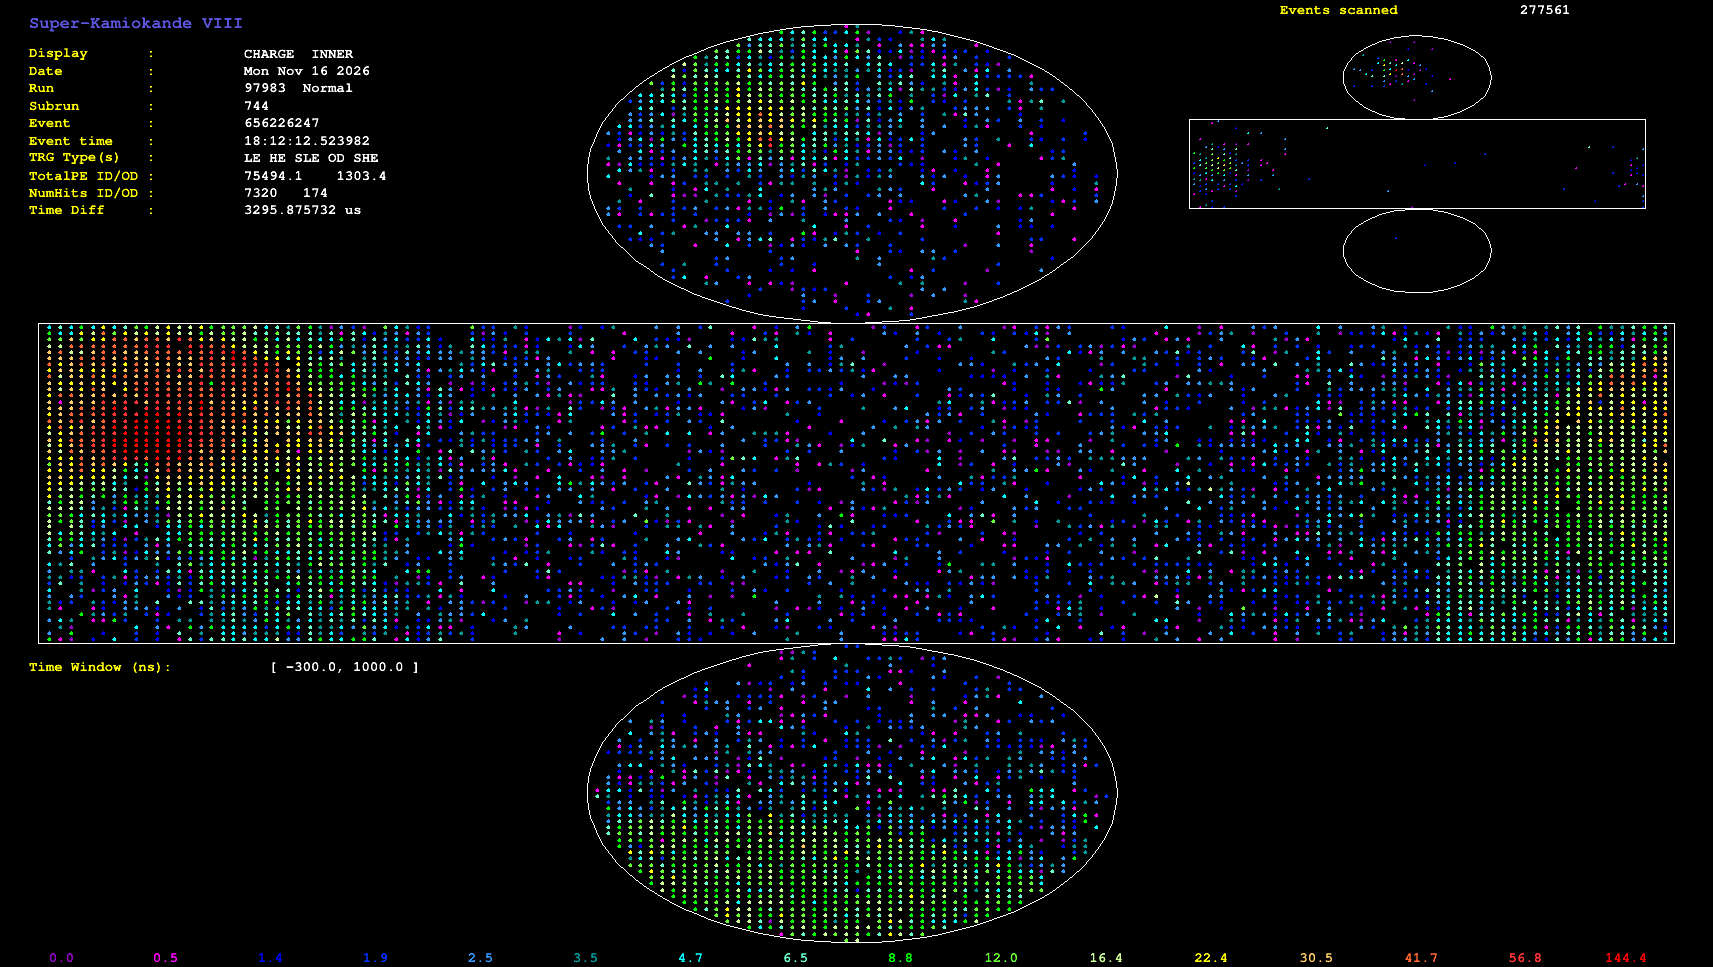 Super-Kamiokande VIII
Events scanned 277561
Display : CHARGE INNER
Date : Mon Nov 16 2026
Run : 97983 Normal
Subrun : 744
Event : 656226247
Event time : 18:12:12.523982
TRG Type(s) : LE HE SLE OD SHE
TotalPE ID/OD : 75494.1 1303.4
NumHits ID/OD : 7320 174
Time Diff : 3295.875732 us
Time Window (ns): [ -300.0, 1000.0 ]
0.0 0.5 1.4 1.9 2.5 3.5 4.7 6.5 8.8 12.0 16.4 22.4 30.5 41.7 56.8 144.4